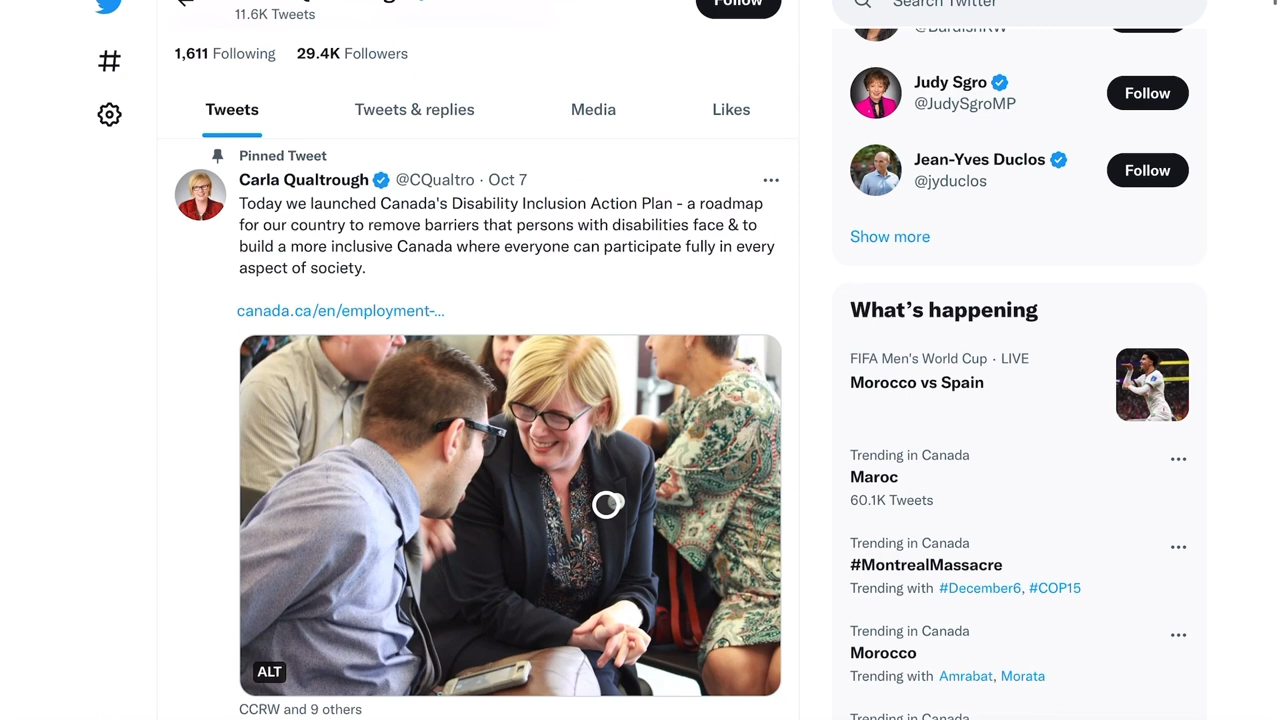 11.6K Tweets
Follow
Search Twitter
1,611 Following 29.4K Followers
Tweets
Tweets & replies
Media
Likes
Pinned Tweet
Carla Qualtrough @CQualtro · Oct 7
Today we launched Canada's Disability Inclusion Action Plan - a roadmap
for our country to remove barriers that persons with disabilities face & to
build a more inclusive Canada where everyone can participate fully in every
aspect of society.
canada.ca/en/employment-...
ALT
CCRW and 9 others
@BardishKW
Judy Sgro
@JudySgroMP
Follow
Jean-Yves Duclos
@jyduclos
Follow
Show more
What's happening
FIFA Men's World Cup · LIVE
Morocco vs Spain
Trending in Canada
Maroc
60.1K Tweets
Trending in Canada
#MontrealMassacre
Trending with #December6, #COP15
Trending in Canada
Morocco
Trending with Amrabat, Morata
Trending in Canada